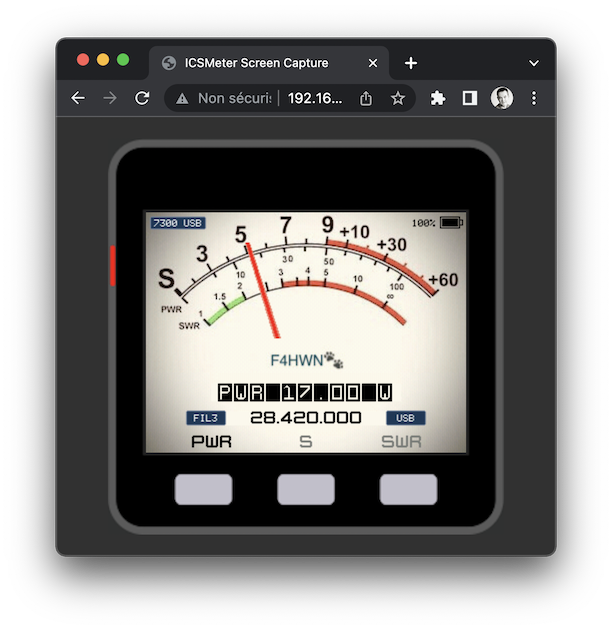 ICSMeter Screen Capture
Non sécuris 192.16...
7300 USB
100%
S 3 5 7 9 +10 +30 +60
PWR 10 30 50 100
SWR 1 1.5 2 3 4 5 10 ∞
F4HWN
PWR 17.00 W
FIL3 28.420.000 USB
PWR S SWR